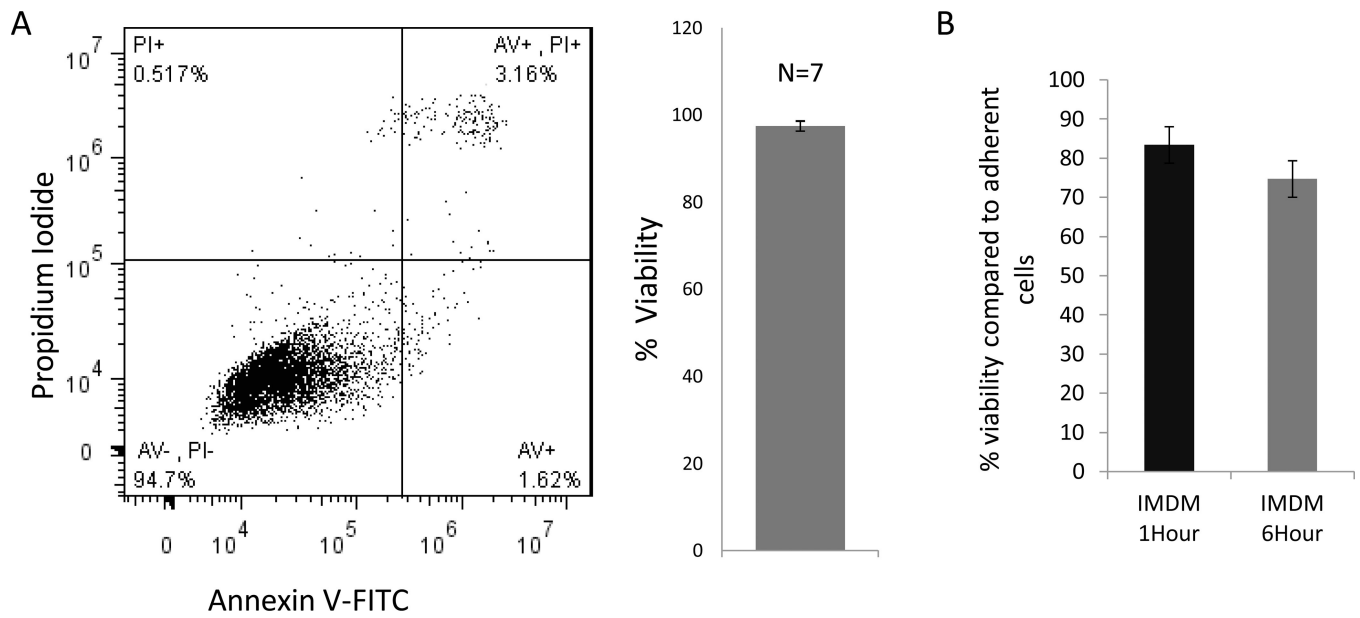 A
Propidium Iodide
10^7
10^6
10^5
10^4
0
PI+
0.517%
AV+ , PI+
3.16%
AV- , PI-
94.7%
AV+
1.62%
0
10^4
10^5
10^6
10^7
Annexin V-FITC
% Viability
120
100
80
60
40
20
0
N=7
B
% viability compared to adherent
cells
100
90
80
70
60
50
40
30
20
10
0
IMDM
1Hour
IMDM
6Hour